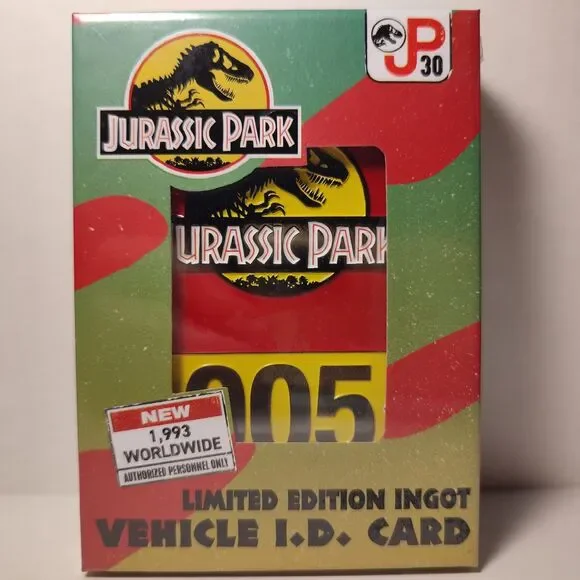 JURASSIC PARK
JP
30
URASSIC PARK
005
NEW
1,993
WORLDWIDE
AUTHORIZED PERSONNEL ONLY
LIMITED EDITION INGOT
VEHICLE I.D. CARD